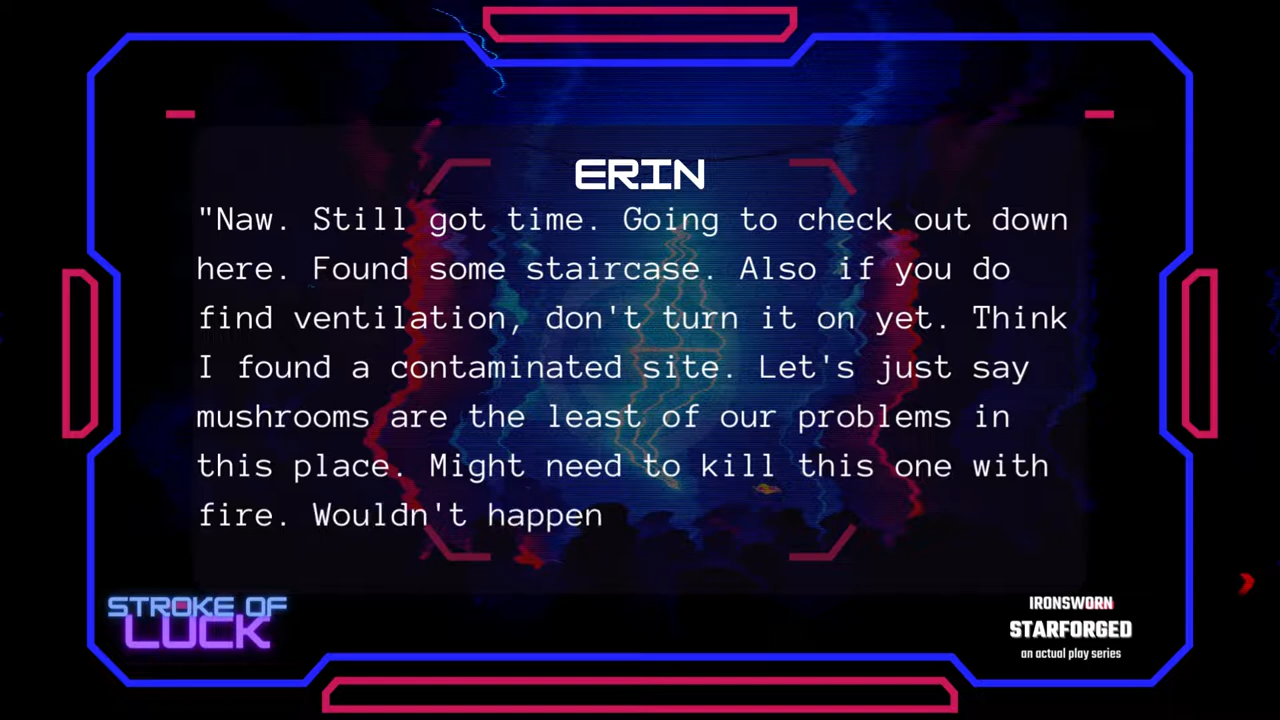 ERIN
"Naw. Still got time. Going to check out down
here. Found some staircase. Also if you do
find ventilation, don't turn it on yet. Think
I found a contaminated site. Let's just say
mushrooms are the least of our problems in
this place. Might need to kill this one with
fire. Wouldn't happen
STROKE OF
LUCK
IRONSWORN
STARFORGED
an actual play series